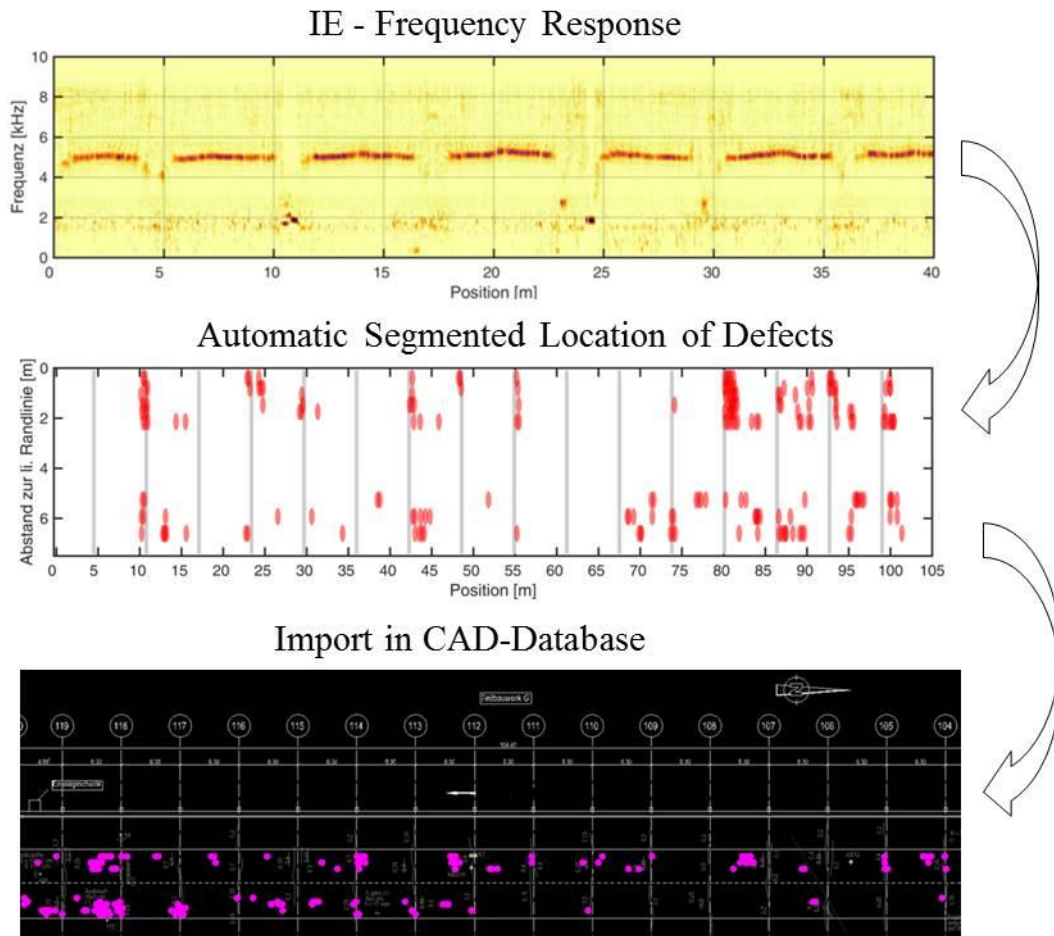 IE - Frequency Response
Frequenz [kHz]
10
8
6
4
2
0
0 5 10 15 20 25 30 35 40
Position [m]
Automatic Segmented Location of Defects
Abstand zur li. Randlinie [m]
0
2
4
6
0 5 10 15 20 25 30 35 40 45 50 55 60 65 70 75 80 85 90 95 100 105
Position [m]
Import in CAD-Database
Teilbauwerk G
119 118 117 116 115 114 113 112 111 110 109 108 107 106 105 104